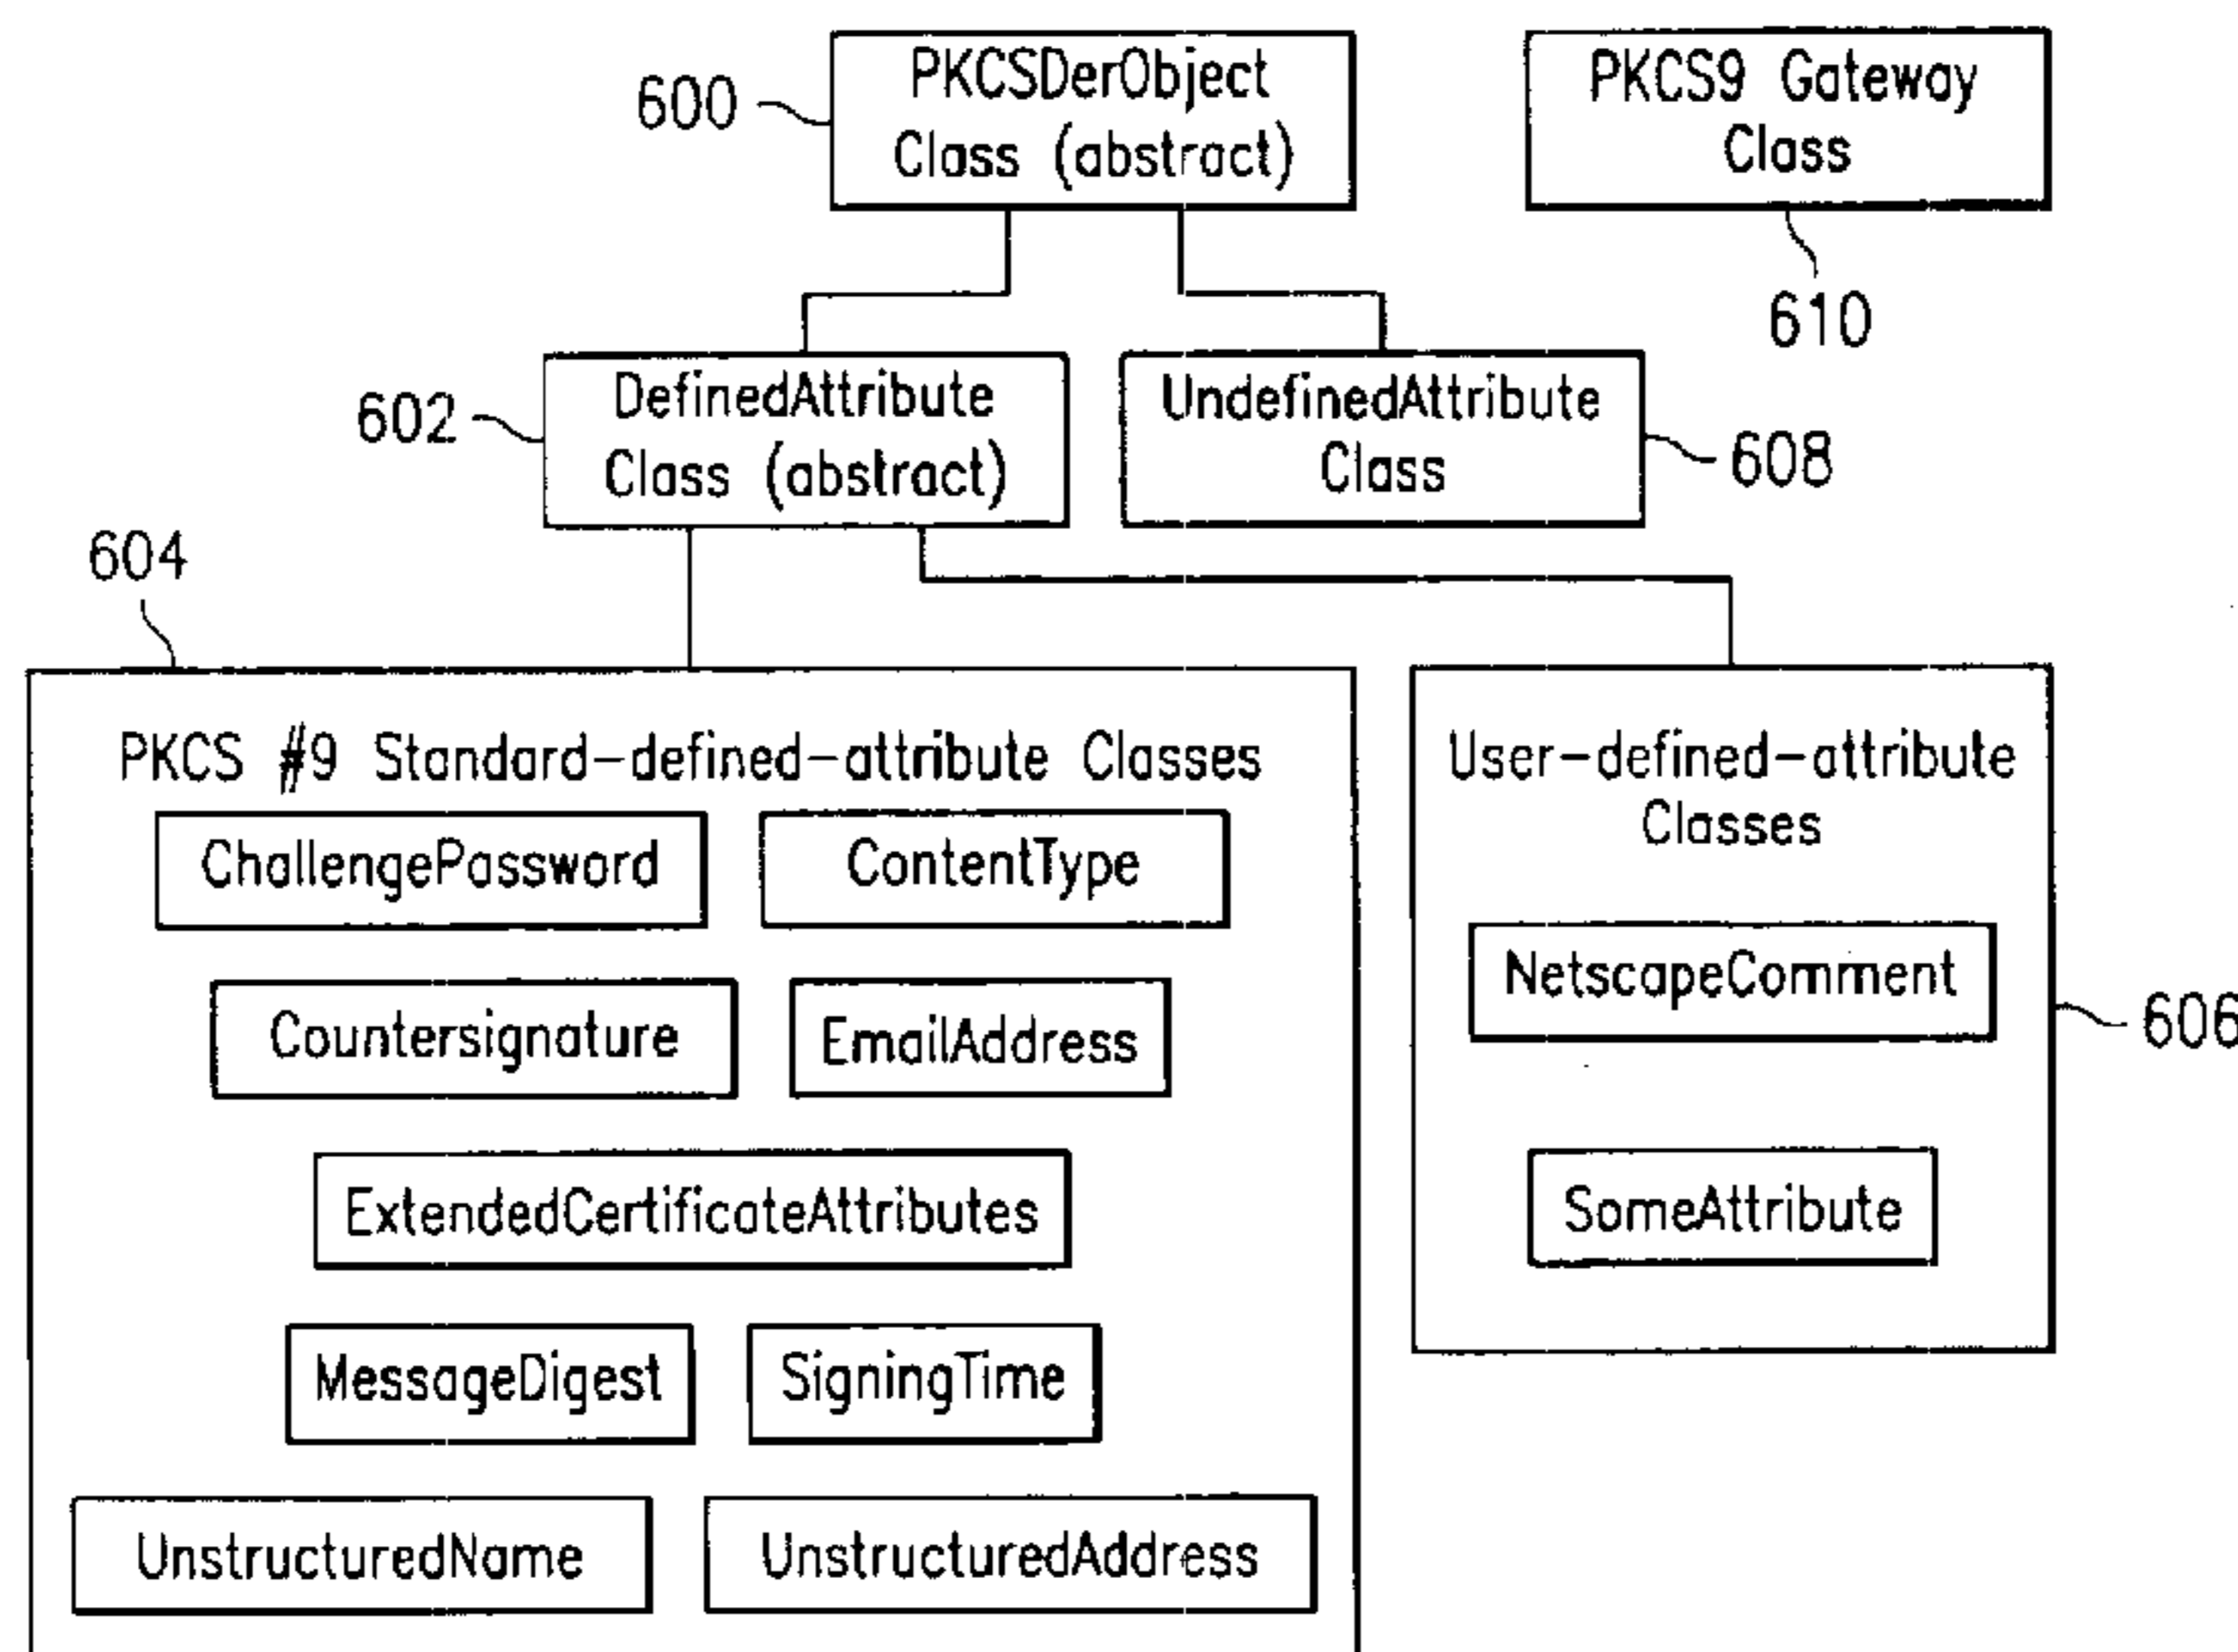 PKCSDerObject
Class (abstract)
600
PKCS9 Gateway
Class
610
DefinedAttribute
Class (abstract)
602
UndefinedAttribute
Class
608
604
PKCS #9 Standard-defined-attribute Classes
ChallengePassword
ContentType
Countersignature
EmailAddress
ExtendedCertificateAttributes
MessageDigest
SigningTime
UnstructuredName
UnstructuredAddress
User-defined-attribute
Classes
NetscapeComment
SomeAttribute
606